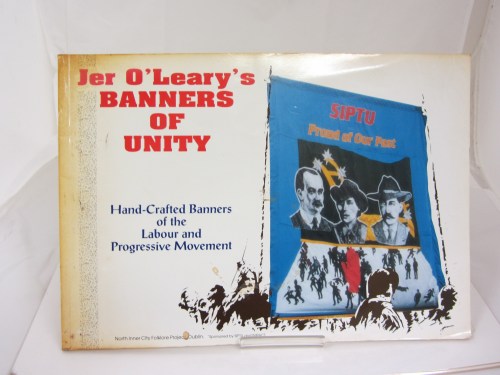 Jer O'Leary's
BANNERS
OF
UNITY
Hand-Crafted Banners
of the
Labour and
Progressive Movement
SIPTU
Proud of Our Past
North Inner City Folklore Project Dublin